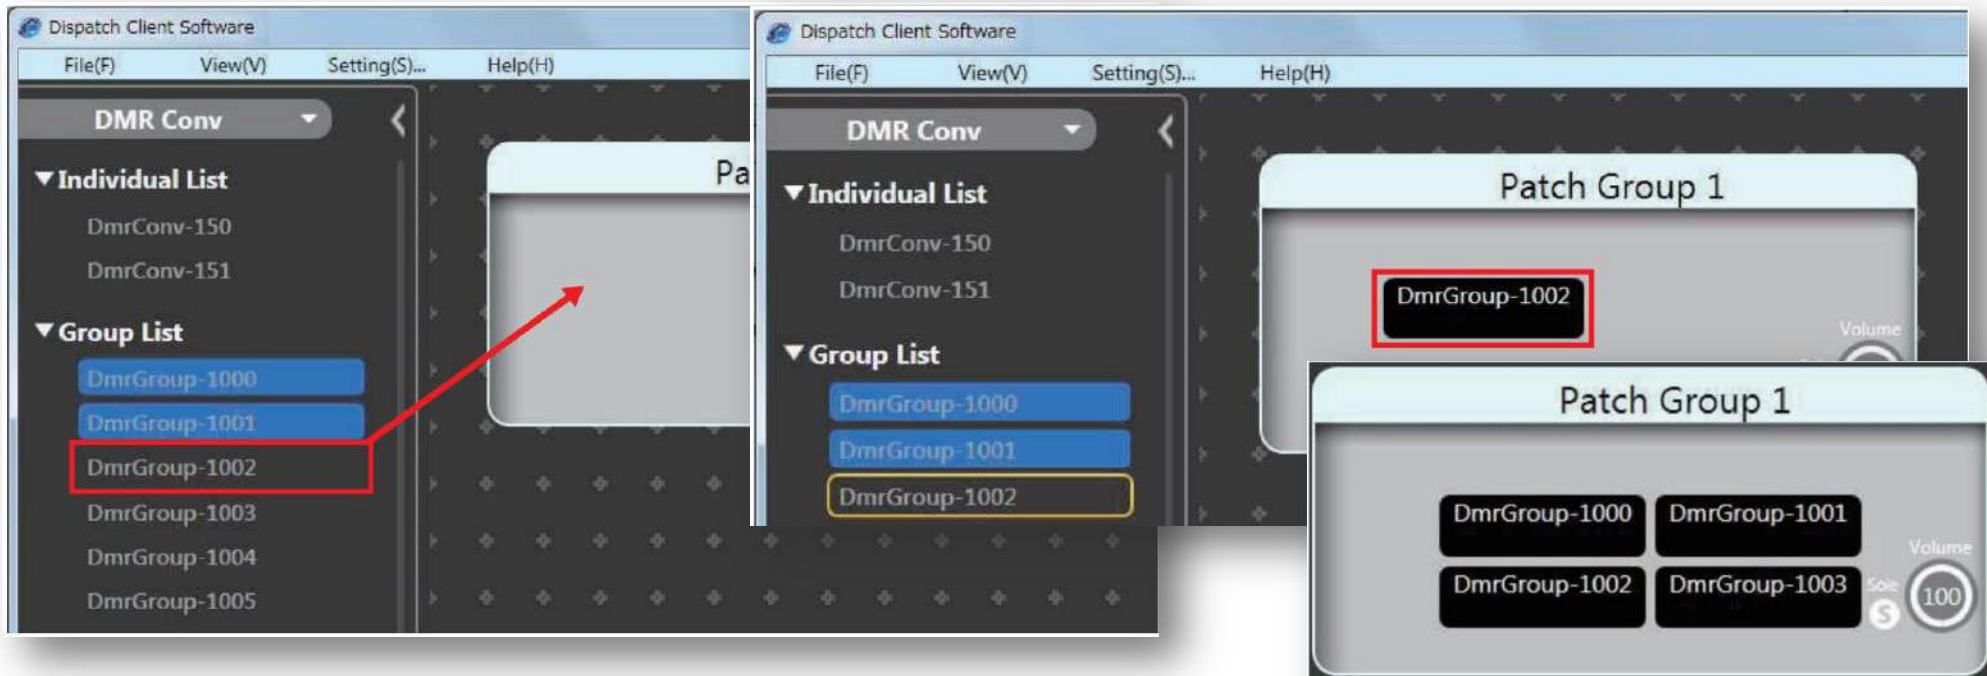 Dispatch Client Software
File(F) View(V) Setting(S)... Help(H)
DMR Conv
Individual List
DmrConv-150
DmrConv-151
Group List
DmrGroup-1000
DmrGroup-1001
DmrGroup-1002
DmrGroup-1003
DmrGroup-1004
DmrGroup-1005
Pa
Dispatch Client Software
File(F) View(V) Setting(S)... Help(H)
DMR Conv
Individual List
DmrConv-150
DmrConv-151
Group List
DmrGroup-1000
DmrGroup-1001
DmrGroup-1002
Patch Group 1
DmrGroup-1002
Volume
Patch Group 1
DmrGroup-1000 DmrGroup-1001
DmrGroup-1002 DmrGroup-1003
Volume
Sole
S
100